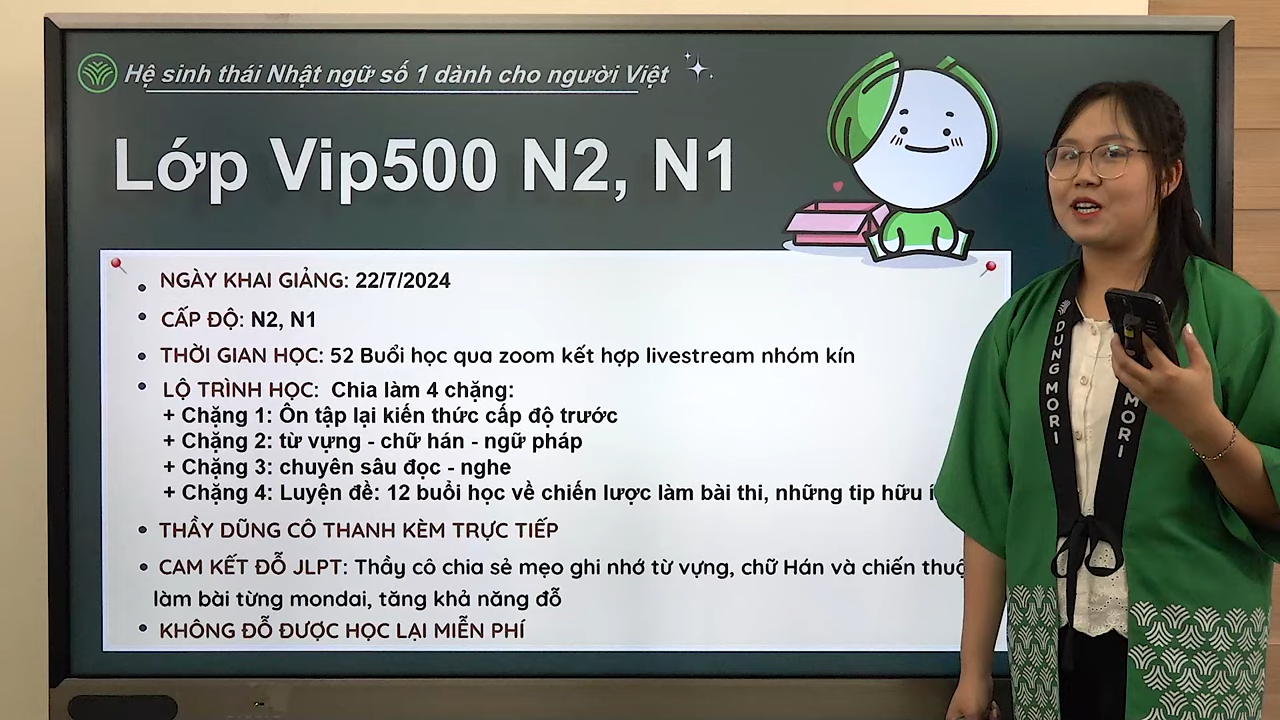 Hệ sinh thái Nhật ngữ số 1 dành cho người Việt
Lớp Vip500 N2, N1
• NGÀY KHAI GIẢNG: 22/7/2024
• CẤP ĐỘ: N2, N1
• THỜI GIAN HỌC: 52 Buổi học qua zoom kết hợp livestream nhóm kín
• LỘ TRÌNH HỌC: Chia làm 4 chặng:
+ Chặng 1: Ôn tập lại kiến thức cấp độ trước
+ Chặng 2: từ vựng - chữ hán - ngữ pháp
+ Chặng 3: chuyên sâu đọc - nghe
+ Chặng 4: Luyện đề: 12 buổi học về chiến lược làm bài thi, những tip hữu
• THẦY DŨNG CÔ THANH KÈM TRỰC TIẾP
• CAM KẾT ĐỖ JLPT: Thầy cô chia sẻ mẹo ghi nhớ từ vựng, chữ Hán và chiến
làm bài từng mondai, tăng khả năng đỗ
• KHÔNG ĐỖ ĐƯỢC HỌC LẠI MIỄN PHÍ
DUNG MORI
MORI